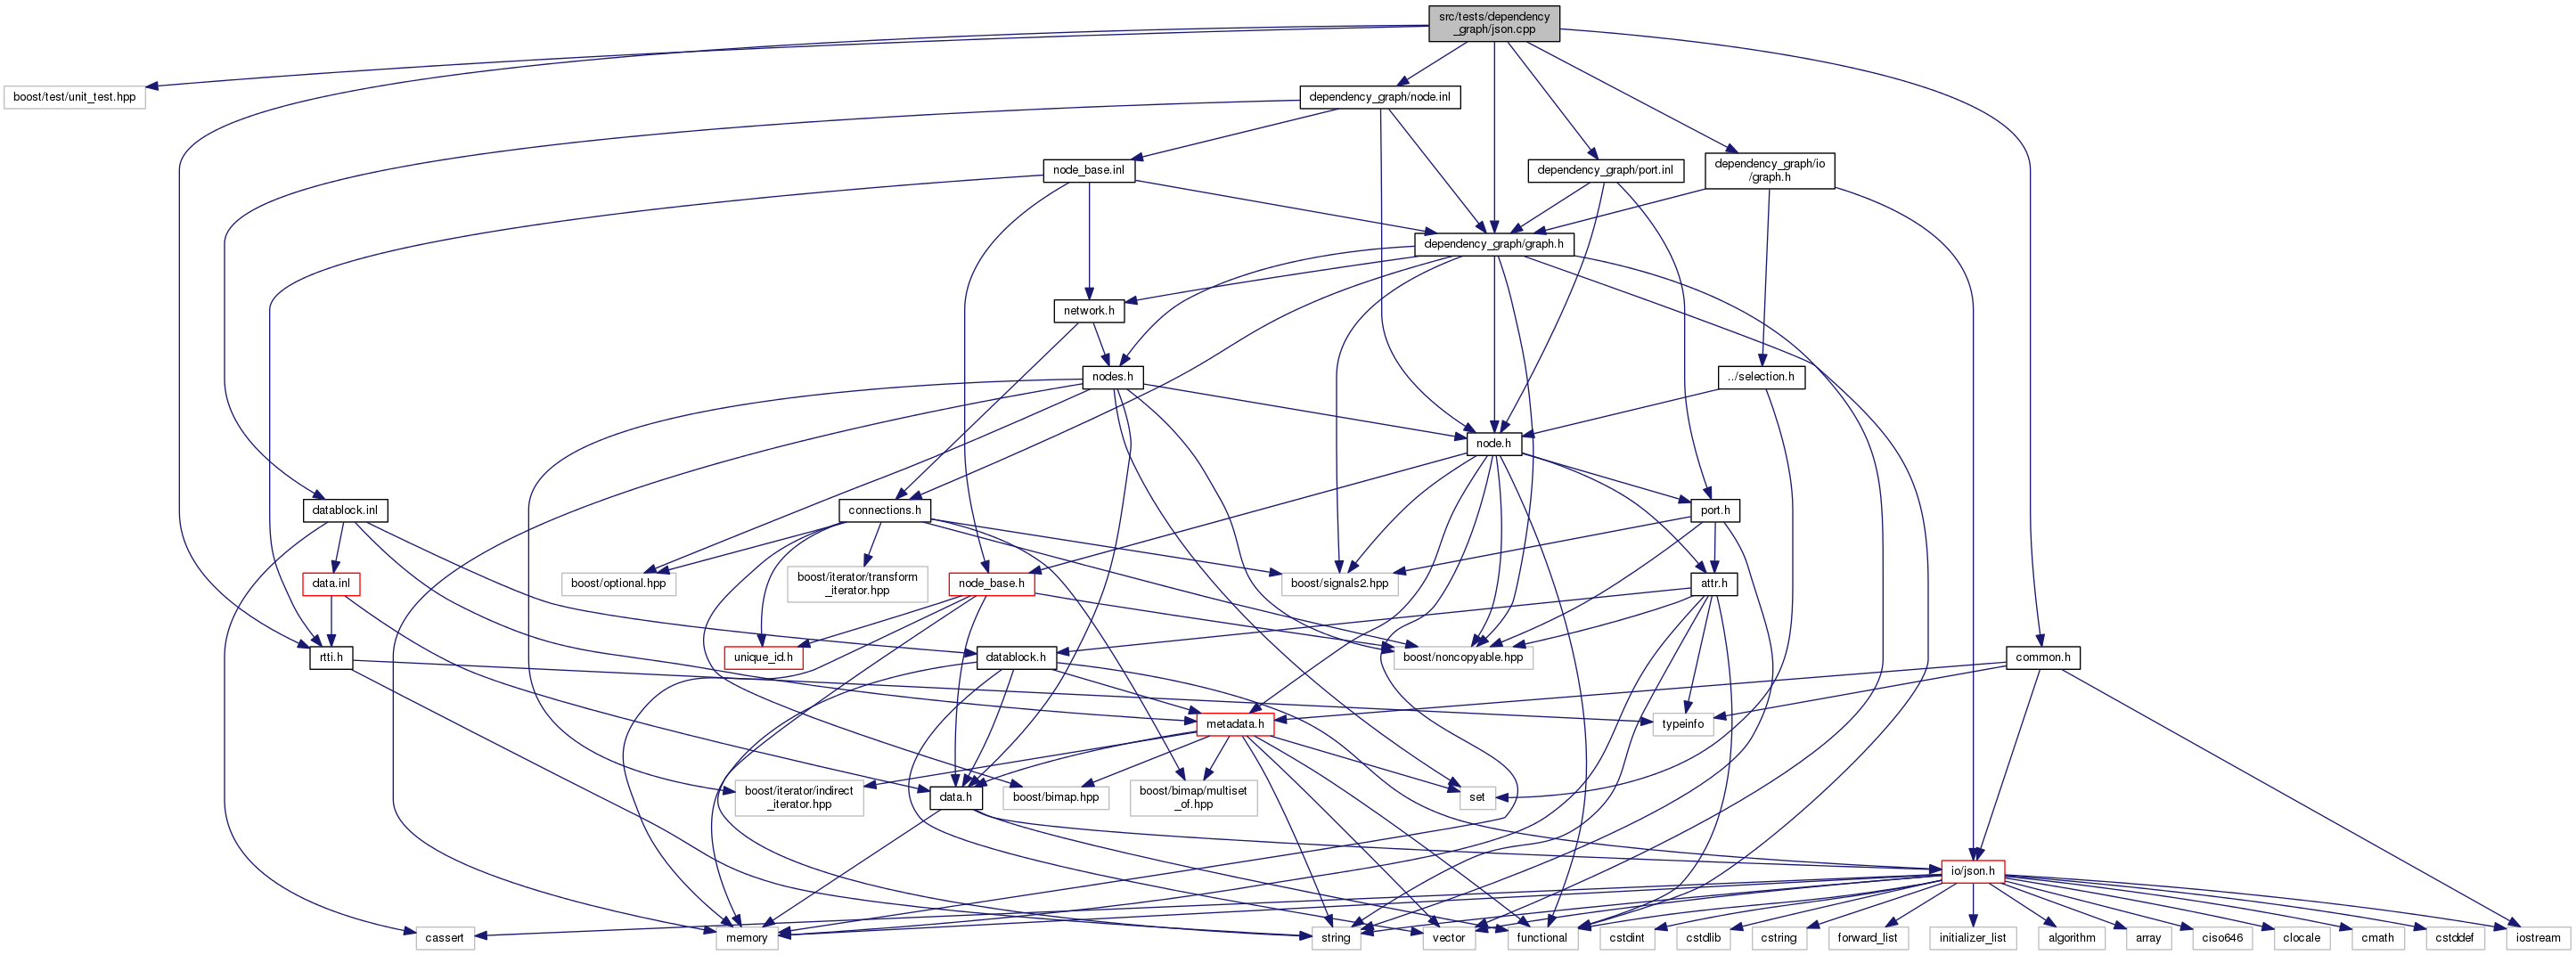 src/tests/dependency
_graph/json.cpp
boost/test/unit_test.hpp
dependency_graph/node.inl
node_base.inl
dependency_graph/port.inl
dependency_graph/io
/graph.h
dependency_graph/graph.h
network.h
nodes.h
../selection.h
node.h
datablock.inl
connections.h
port.h
data.inl
boost/optional.hpp
boost/iterator/transform
_iterator.hpp
node_base.h
boost/signals2.hpp
attr.h
rtti.h
unique_id.h
datablock.h
boost/noncopyable.hpp
common.h
metadata.h
typeinfo
boost/iterator/indirect
_iterator.hpp
data.h
boost/bimap.hpp
boost/bimap/multiset
_of.hpp
set
io/json.h
cassert
memory
string
vector
functional
cstdint
cstdlib
cstring
forward_list
initializer_list
algorithm
array
ciso646
clocale
cmath
cstddef
iostream